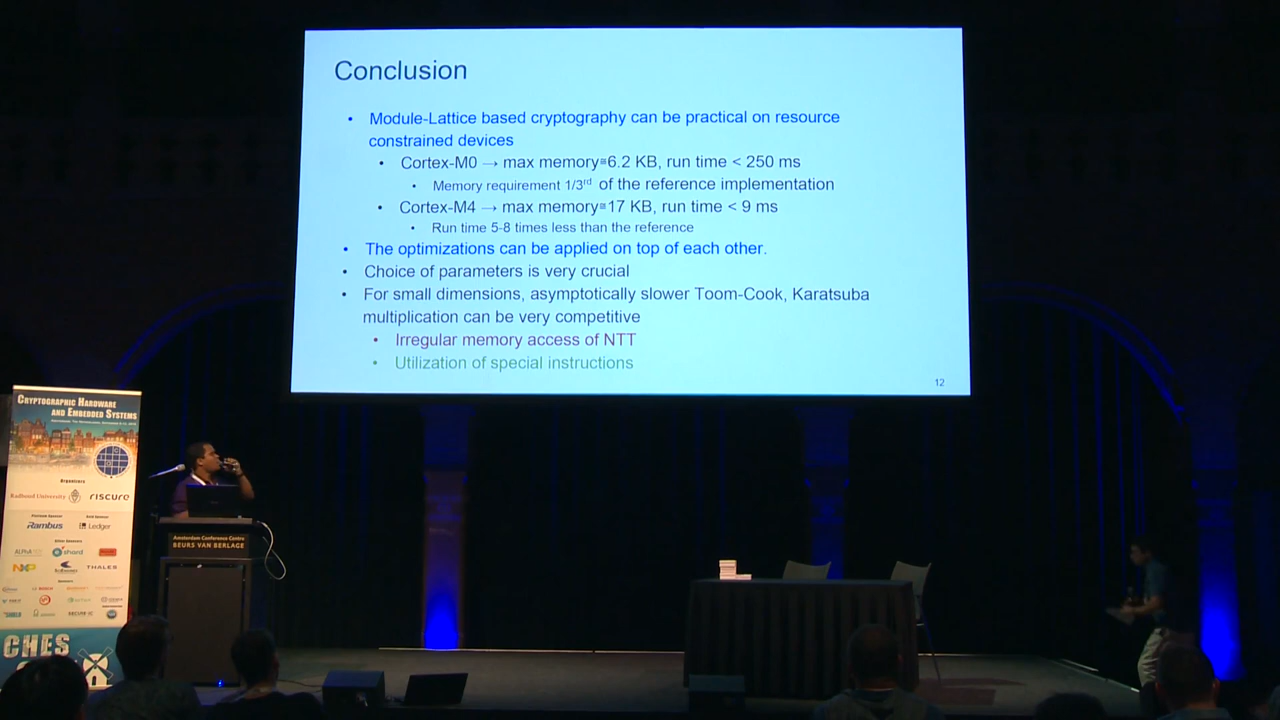 Conclusion
• Module-Lattice based cryptography can be practical on resource
constrained devices
• Cortex-M0 → max memory≅6.2 KB, run time < 250 ms
• Memory requirement 1/3rd of the reference implementation
• Cortex-M4 → max memory≅17 KB, run time < 9 ms
• Run time 5-8 times less than the reference
• The optimizations can be applied on top of each other.
• Choice of parameters is very crucial
• For small dimensions, asymptotically slower Toom-Cook, Karatsuba
multiplication can be very competitive
• Irregular memory access of NTT
• Utilization of special instructions
12
Cryptographic Hardware
and Embedded Systems
Organizers
Radboud University
riscure
Rambus
Ledger
shard
NXP
THALES
CHES
Amsterdam Conference Centre
BEURS VAN BERLAGE